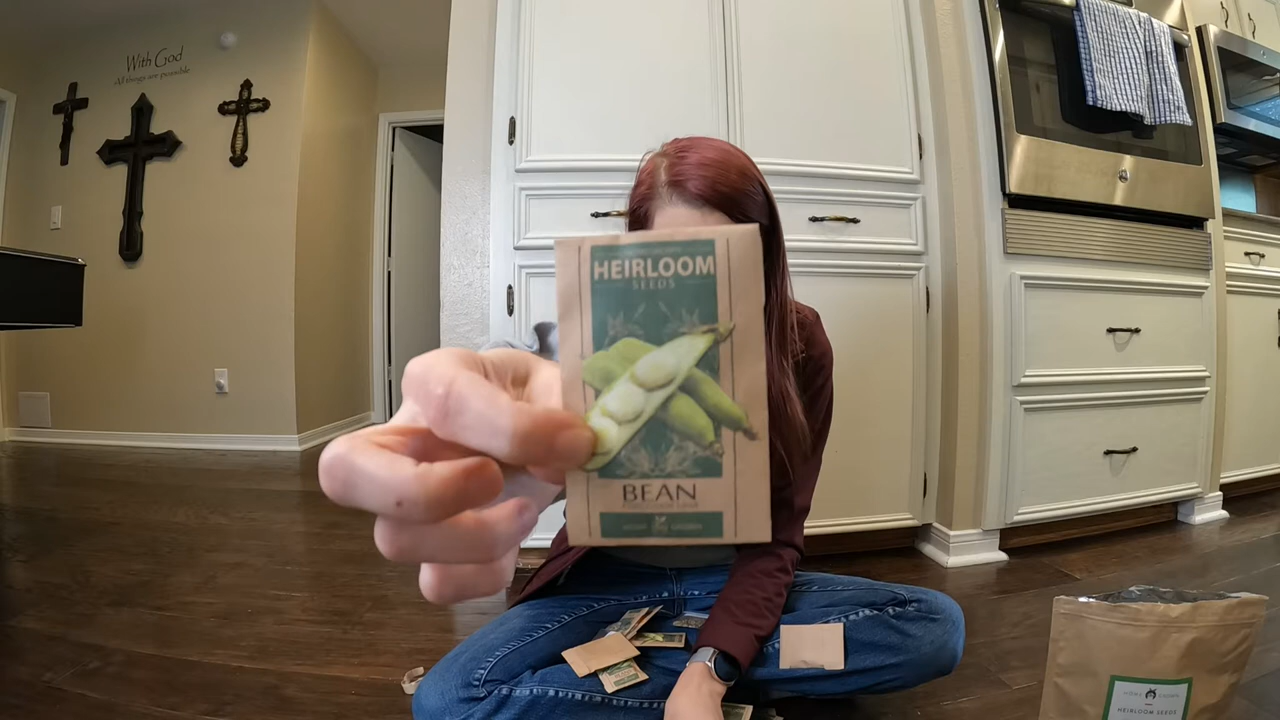 With God
All things are possible
HEIRLOOM
SEEDS
BEAN
HEIRLOOM SEEDS